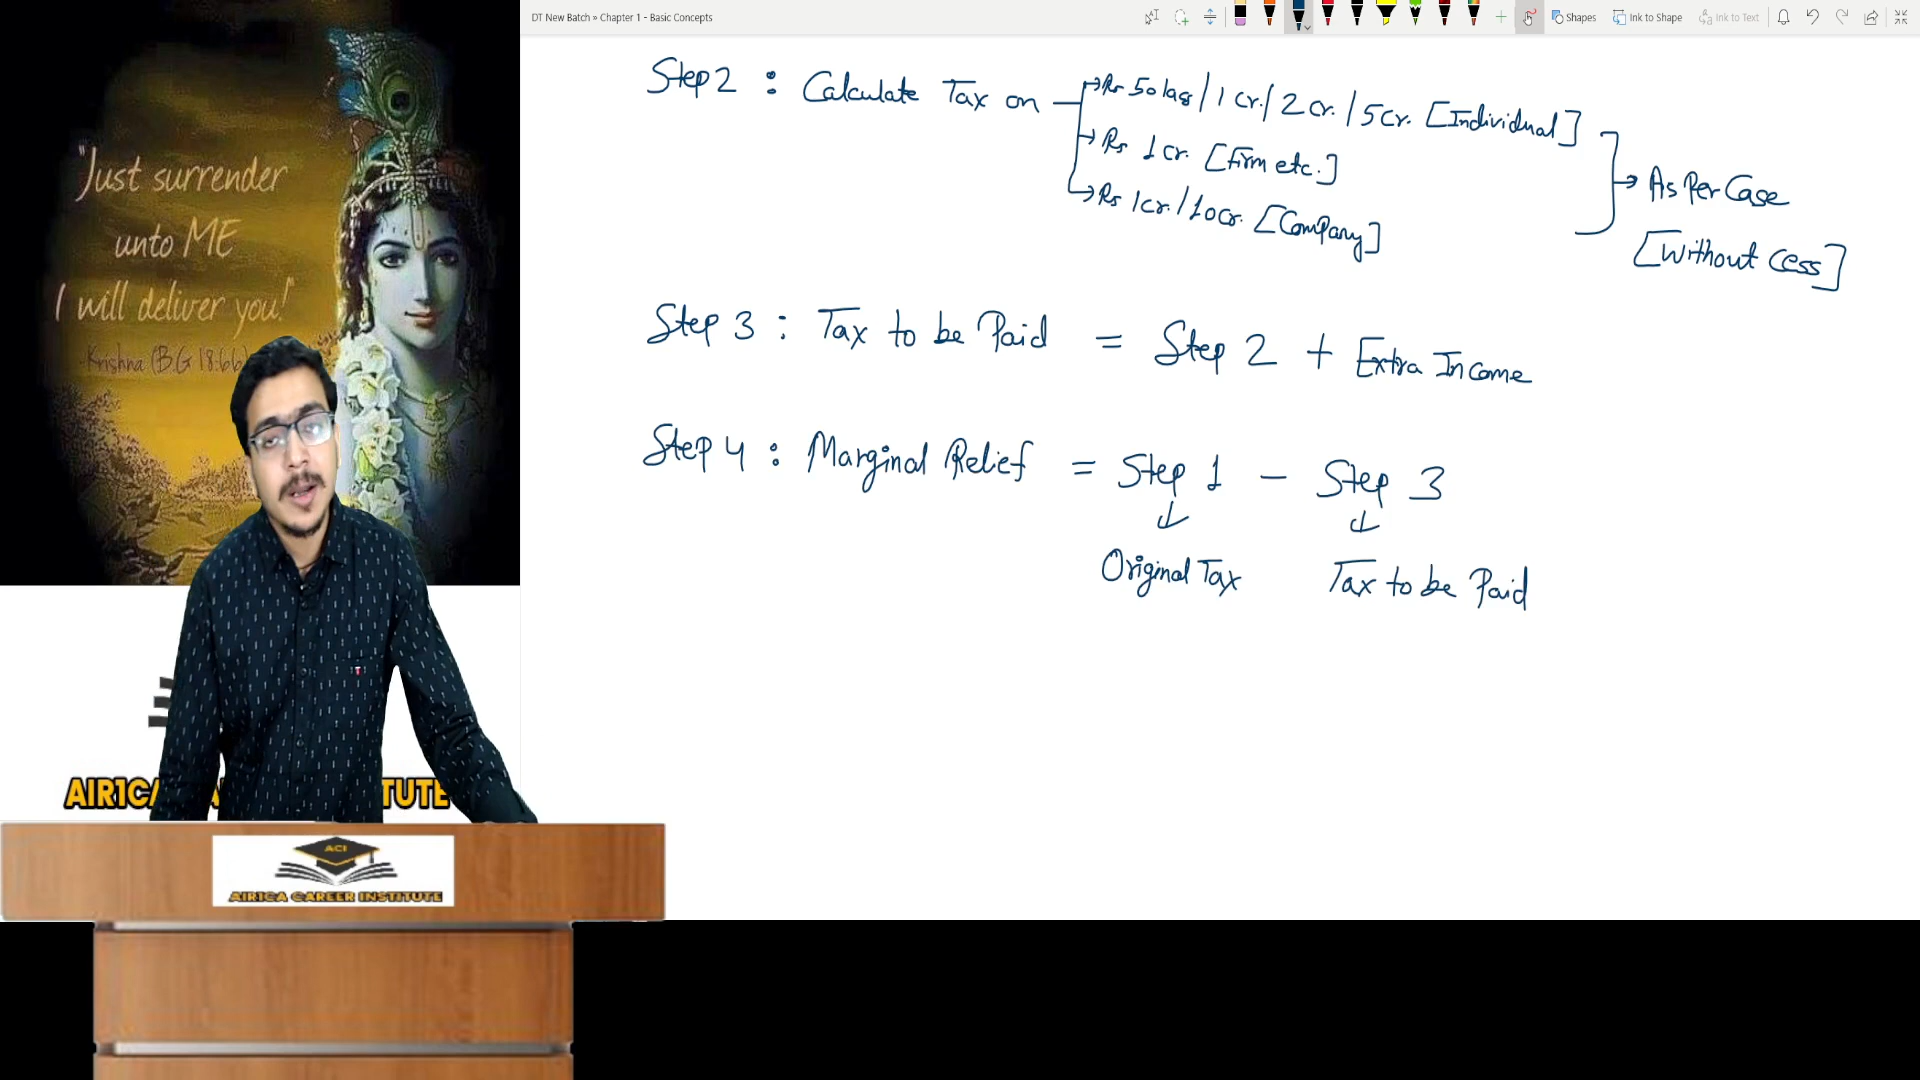 DT New Batch » Chapter 1 - Basic Concepts
Shapes
Ink to Shape
Ink to Text
"Just surrender
unto ME
I will deliver you!"
- Krishna (B.G 18:66)
Step 2 : Calculate Tax on → Rs 50 lacs / 1 cr. / 2 cr. / 5 cr. [Individual]
→ Rs 1 cr. [Firm etc.]
→ Rs 1 cr. / 10 cr. [Company]
→ As Per Case
[Without Cess]
Step 3 : Tax to be Paid = Step 2 + Extra Income
Step 4 : Marginal Relief = Step 1 - Step 3
↓ ↓
Original Tax Tax to be Paid
AIR1CA TUTE
ACI
AIR1CA CAREER INSTITUTE